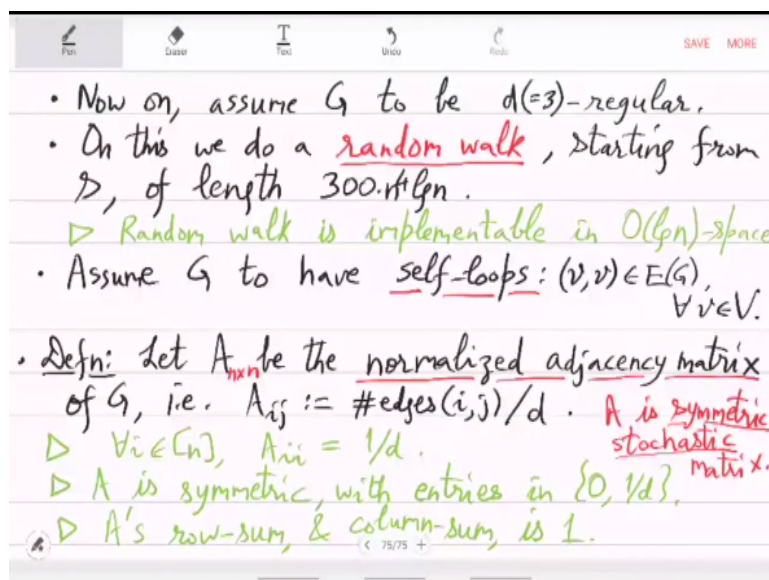 Pen Eraser Text Undo Redo SAVE MORE
• Now on, assume G to be d(=3)-regular.
• On this we do a random walk, starting from
s, of length 300.n⁴lgn.
▷ Random walk is implementable in O(lgn)-space
• Assume G to have self-loops: (v,v)∈E(G),
∀v∈V.
• Defn: Let A_{n×n} be the normalized adjacency matrix
of G, i.e. A_{ij} := #edges(i,j)/d.
A is symmetric
stochastic
matrix.
▷ ∀i∈[n], A_{ii} = 1/d.
▷ A is symmetric, with entries in {0, 1/d}.
▷ A's row-sum, & column-sum, is 1.
< 75/75 +